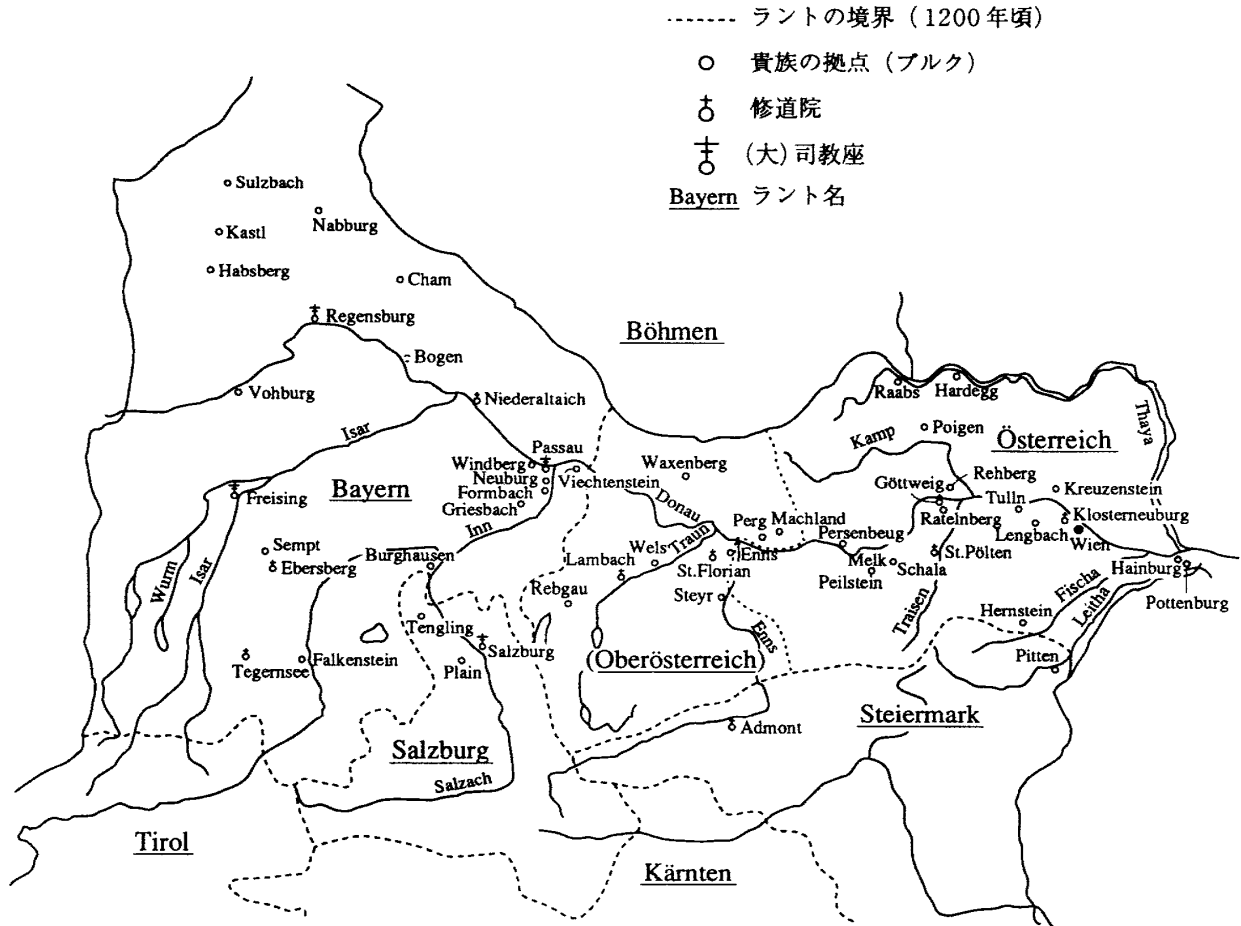 ラントの境界（1200年頃）
貴族の拠点（ブルク）
修道院
(大)司教座
Bayern ラント名
Sulzbach
Nabburg
Kastl
Habsberg
Cham
Regensburg
Böhmen
Bogen
Vohburg
Niederaltaich
Isar
Raabs
Hardegg
Thaya
Poigen
Kamp
Österreich
Passau
Windberg
Neuburg
Formbach
Griesbach
Viechtenstein
Waxenberg
Rehberg
Göttweig
Tulln
Kreuzenstein
Freising
Bayern
Inn
Donau
Perg
Machland
Persenbeug
Ratelnberg
Lengbach
Klosterneuburg
Wien
Sempt
Ebersberg
Burghausen
Lambach
Wels
Traun
Enns
St.Florian
Melk
Schala
St.Pölten
Peilstein
Hainburg
Pottenburg
Wurm
Isar
Rebgau
Steyr
Enns
Traisen
Hernstein
Fischa
Leitha
Tengling
Salzburg
Plain
Tegernsee
Falkenstein
(Oberösterreich)
Pitten
Steiermark
Admont
Salzburg
Salzach
Tirol
Kärnten